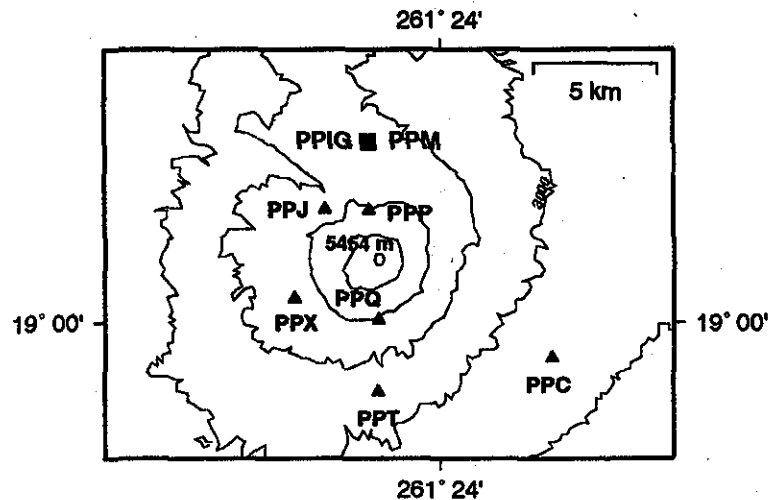 261° 24'
5 km
PPIG PPM
3000
PPJ PPP
5454 m
PPQ
PPX
19° 00' 19° 00'
PPC
PPT
261° 24'